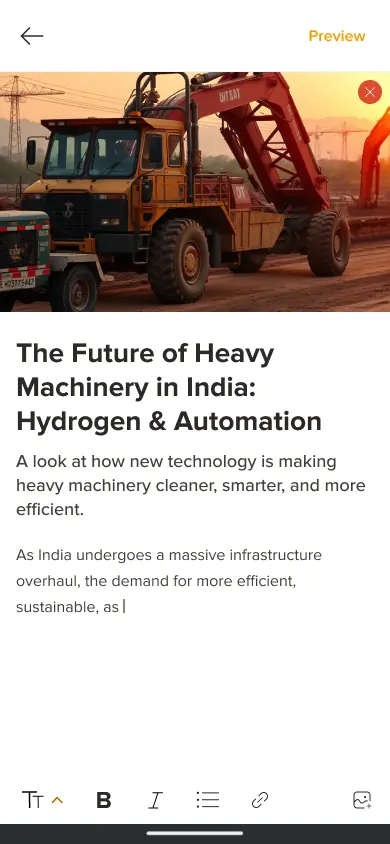 Preview
The Future of Heavy
Machinery in India:
Hydrogen & Automation
A look at how new technology is making
heavy machinery cleaner, smarter, and more
efficient.
As India undergoes a massive infrastructure
overhaul, the demand for more efficient,
sustainable, as
TT
B
I